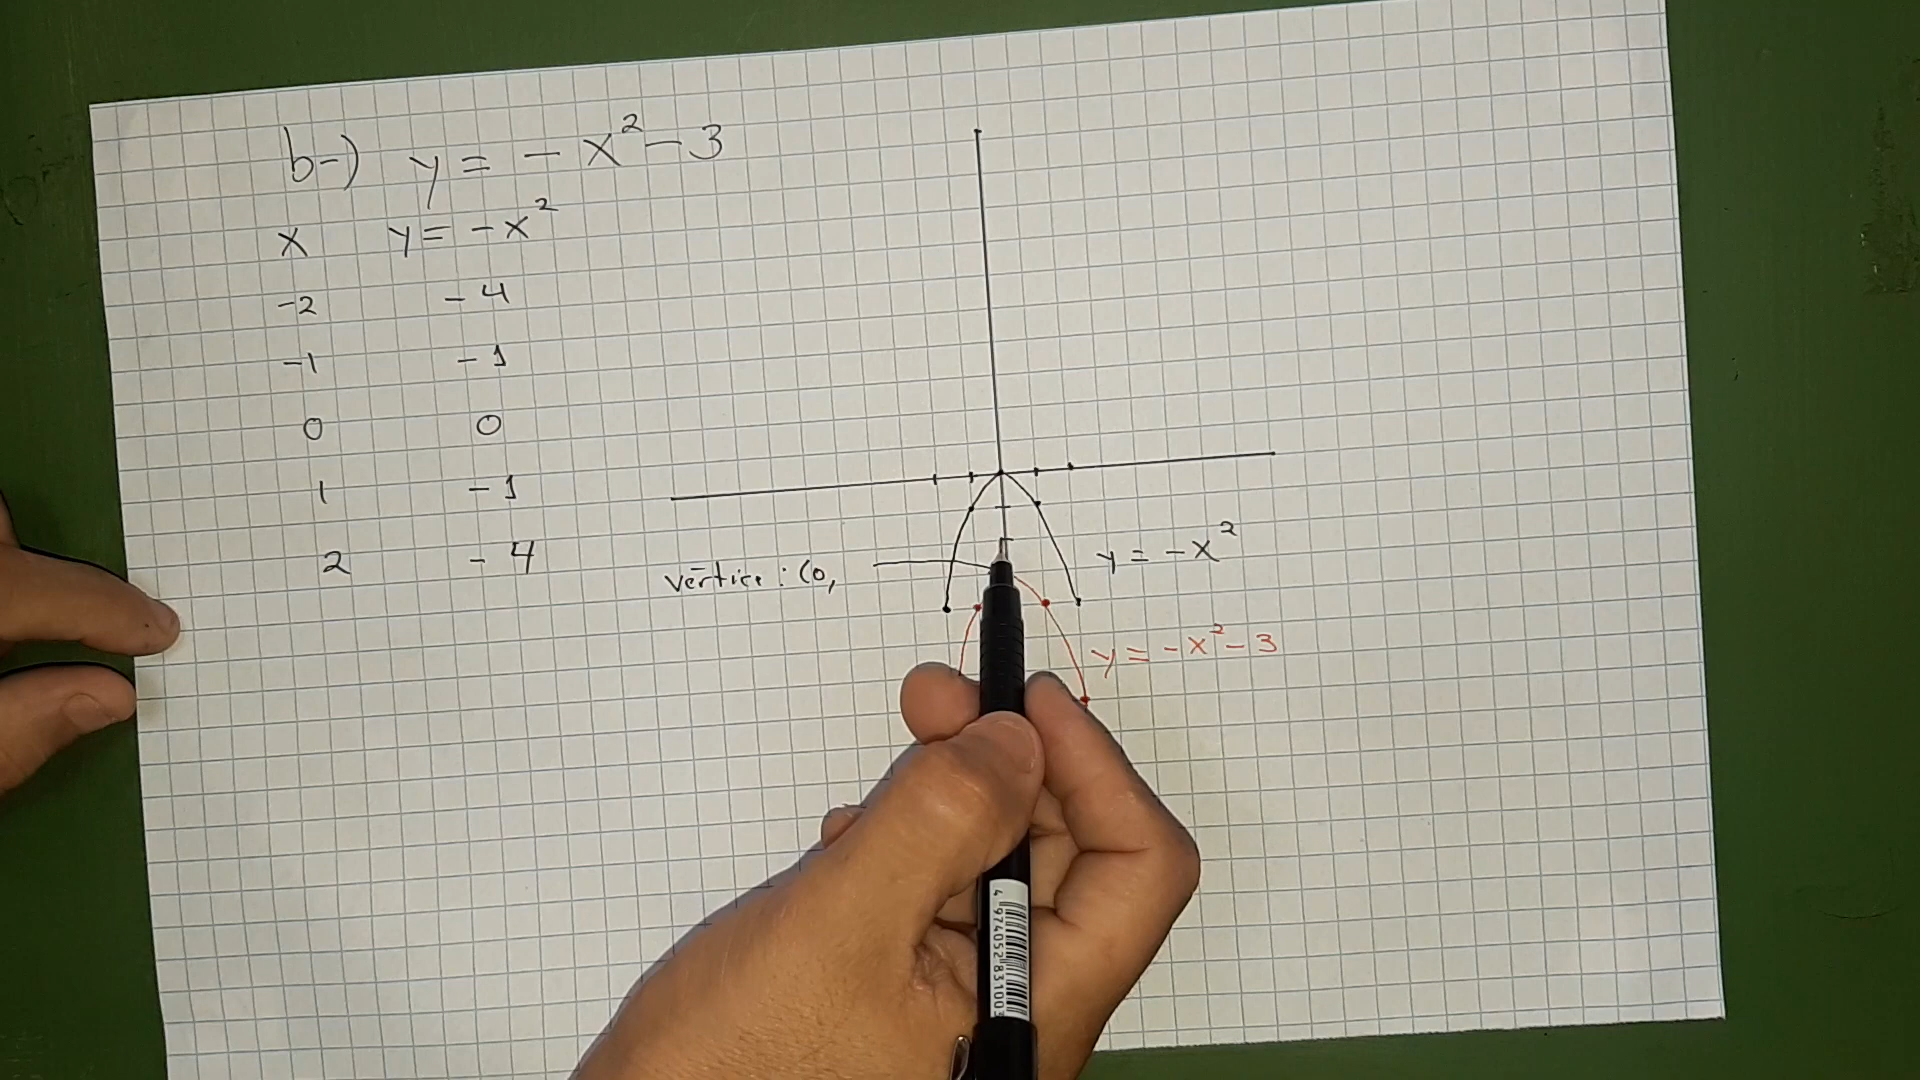 b-) y = - x² - 3
x y = - x²
-2 - 4
-1 - 1
0 0
1 - 1
2 - 4
vértice : (0,
y = - x²
y = - x² - 3